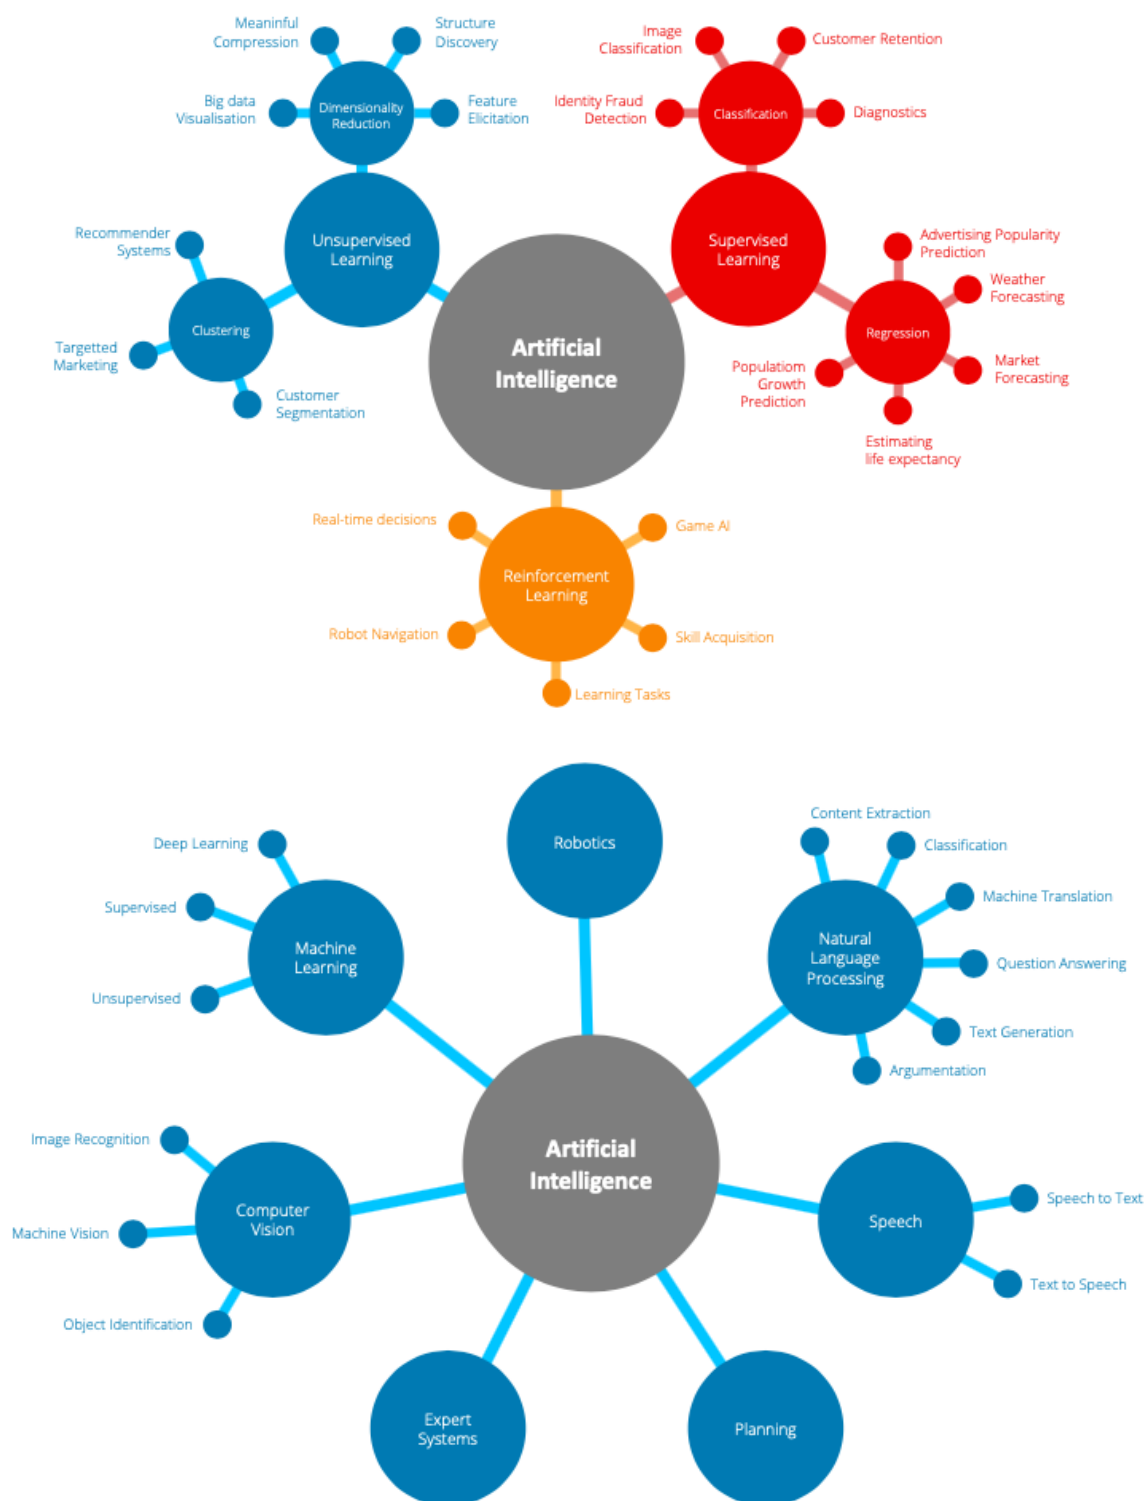 Meaninful
Compression
Structure
Discovery
Big data
Visualisation
Dimensionality
Reduction
Feature
Elicitation
Image
Classification
Customer Retention
Identity Fraud
Detection
Classification
Diagnostics
Recommender
Systems
Unsupervised
Learning
Clustering
Targetted
Marketing
Customer
Segmentation
Supervised
Learning
Advertising Popularity
Prediction
Weather
Forecasting
Regression
Market
Forecasting
Populatiom
Growth
Prediction
Estimating
life expectancy
Artificial
Intelligence
Real-time decisions
Game AI
Reinforcement
Learning
Robot Navigation
Skill Acquisition
Learning Tasks
Robotics
Deep Learning
Supervised
Machine
Learning
Unsupervised
Content Extraction
Classification
Machine Translation
Natural
Language
Processing
Question Answering
Text Generation
Argumentation
Artificial
Intelligence
Image Recognition
Computer
Vision
Machine Vision
Object Identification
Speech to Text
Speech
Text to Speech
Expert
Systems
Planning